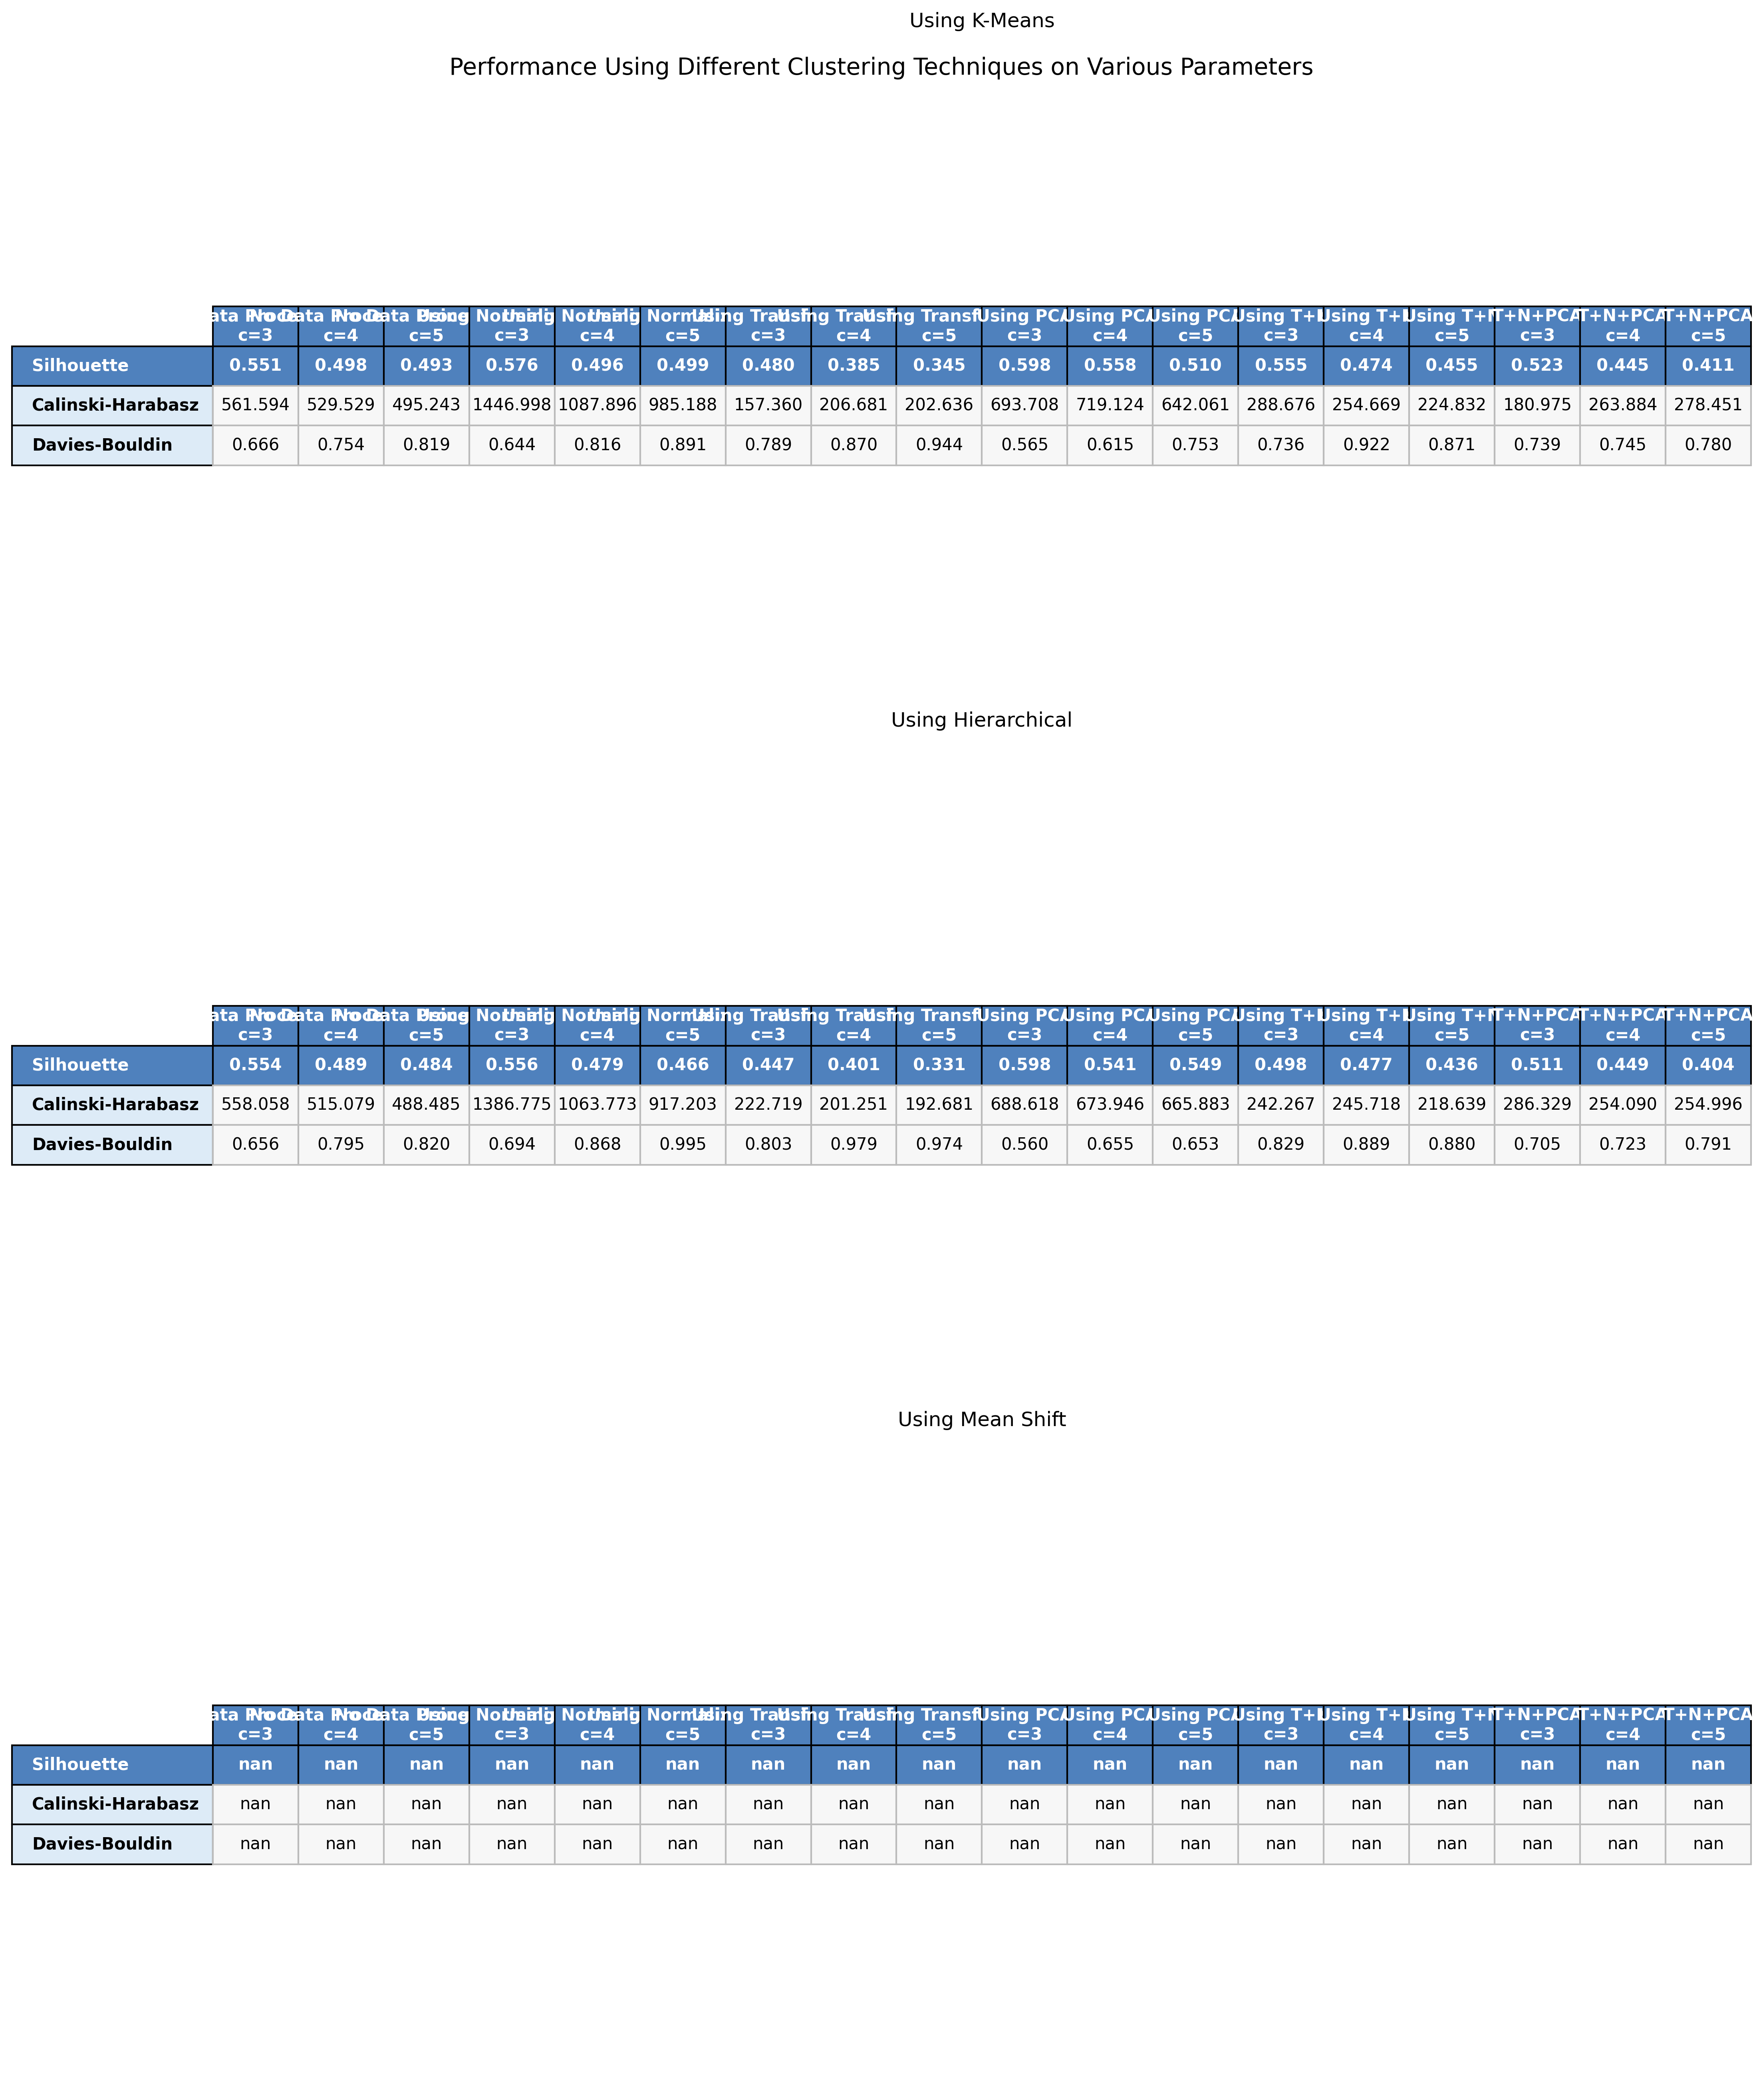 Using K-Means
Performance Using Different Clustering Techniques on Various Parameters
c=3 c=4 c=5 c=3 c=4 c=5 c=3 c=4 c=5 c=3 c=4 c=5 c=3 c=4 c=5 c=3 c=4 c=5
Silhouette 0.551 0.498 0.493 0.576 0.496 0.499 0.480 0.385 0.345 0.598 0.558 0.510 0.555 0.474 0.455 0.523 0.445 0.411
Calinski-Harabasz 561.594 529.529 495.243 1446.998 1087.896 985.188 157.360 206.681 202.636 693.708 719.124 642.061 288.676 254.669 224.832 180.975 263.884 278.451
Davies-Bouldin 0.666 0.754 0.819 0.644 0.816 0.891 0.789 0.870 0.944 0.565 0.615 0.753 0.736 0.922 0.871 0.739 0.745 0.780
Using Hierarchical
c=3 c=4 c=5 c=3 c=4 c=5 c=3 c=4 c=5 c=3 c=4 c=5 c=3 c=4 c=5 c=3 c=4 c=5
Silhouette 0.554 0.489 0.484 0.556 0.479 0.466 0.447 0.401 0.331 0.598 0.541 0.549 0.498 0.477 0.436 0.511 0.449 0.404
Calinski-Harabasz 558.058 515.079 488.485 1386.775 1063.773 917.203 222.719 201.251 192.681 688.618 673.946 665.883 242.267 245.718 218.639 286.329 254.090 254.996
Davies-Bouldin 0.656 0.795 0.820 0.694 0.868 0.995 0.803 0.979 0.974 0.560 0.655 0.653 0.829 0.889 0.880 0.705 0.723 0.791
Using Mean Shift
c=3 c=4 c=5 c=3 c=4 c=5 c=3 c=4 c=5 c=3 c=4 c=5 c=3 c=4 c=5 c=3 c=4 c=5
Silhouette nan nan nan nan nan nan nan nan nan nan nan nan nan nan nan nan nan nan
Calinski-Harabasz nan nan nan nan nan nan nan nan nan nan nan nan nan nan nan nan nan nan
Davies-Bouldin nan nan nan nan nan nan nan nan nan nan nan nan nan nan nan nan nan nan